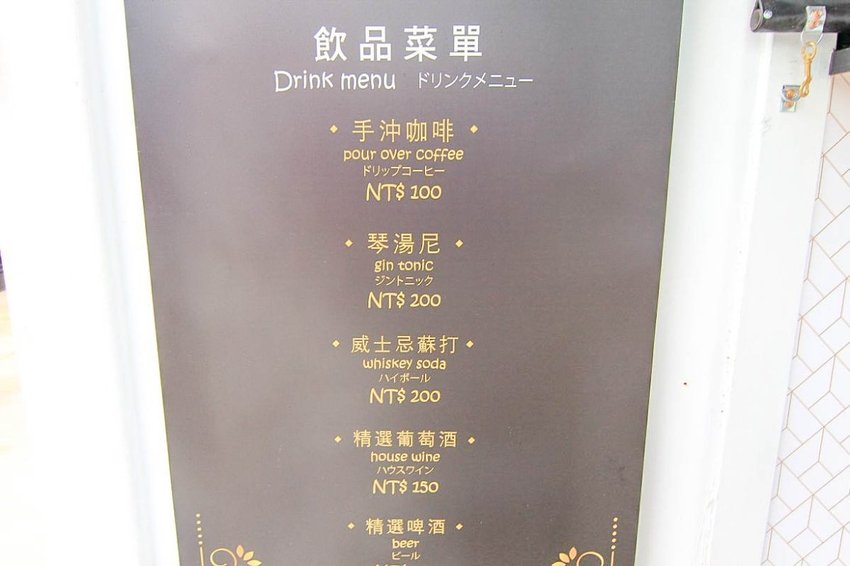 飲品菜單
Drink menu ドリンクメニュー
手沖咖啡
pour over coffee
ドリップコーヒー
NT$ 100
琴湯尼
gin tonic
ジントニック
NT$ 200
威士忌蘇打
whiskey soda
ハイボール
NT$ 200
精選葡萄酒
house wine
ハウスワイン
NT$ 150
精選啤酒
beer
ビール